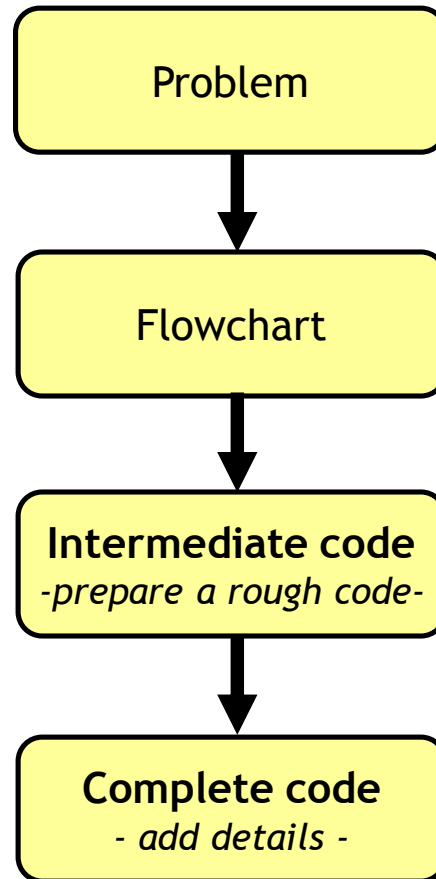 Problem
Flowchart
Intermediate code
-prepare a rough code-
Complete code
- add details -